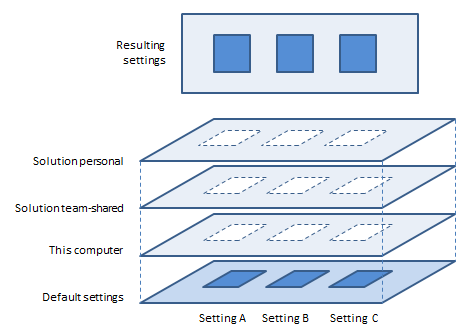 Resulting
settings
Solution personal
Solution team-shared
This computer
Default settings
Setting A Setting B Setting C